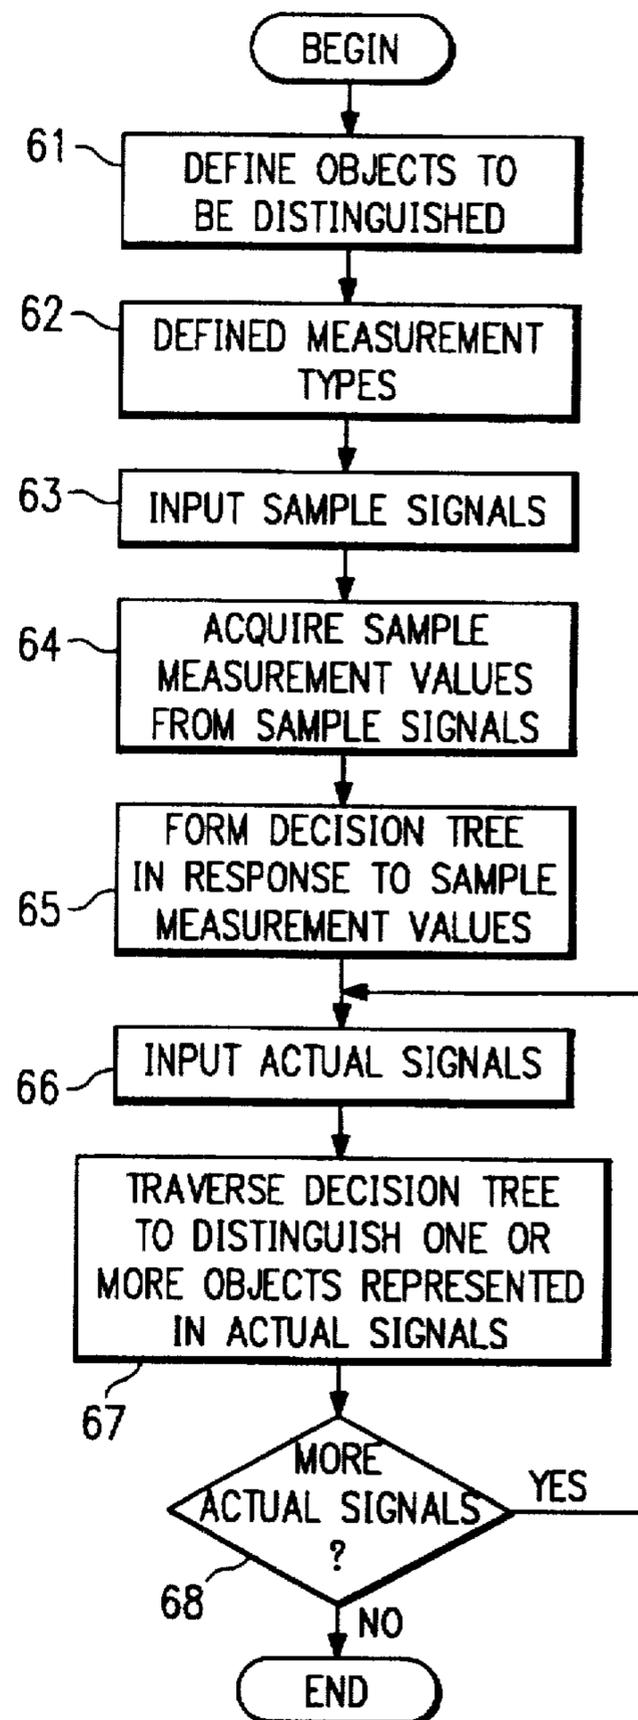 BEGIN
61
DEFINE OBJECTS TO
BE DISTINGUISHED
62
DEFINED MEASUREMENT
TYPES
63
INPUT SAMPLE SIGNALS
64
ACQUIRE SAMPLE
MEASUREMENT VALUES
FROM SAMPLE SIGNALS
65
FORM DECISION TREE
IN RESPONSE TO SAMPLE
MEASUREMENT VALUES
66
INPUT ACTUAL SIGNALS
67
TRAVERSE DECISION TREE
TO DISTINGUISH ONE OR
MORE OBJECTS REPRESENTED
IN ACTUAL SIGNALS
68
MORE
ACTUAL SIGNALS
?
YES
NO
END